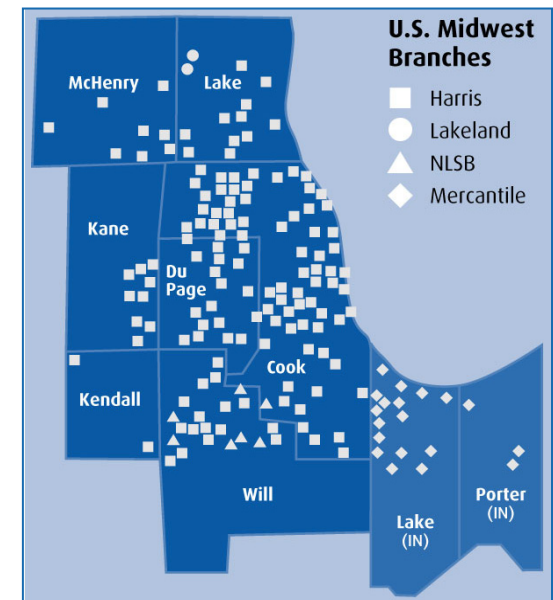 U.S. Midwest
Branches
Harris
Lakeland
NLSB
Mercantile
McHenry
Lake
Kane
Du
Page
Cook
Kendall
Will
Lake
(IN)
Porter
(IN)